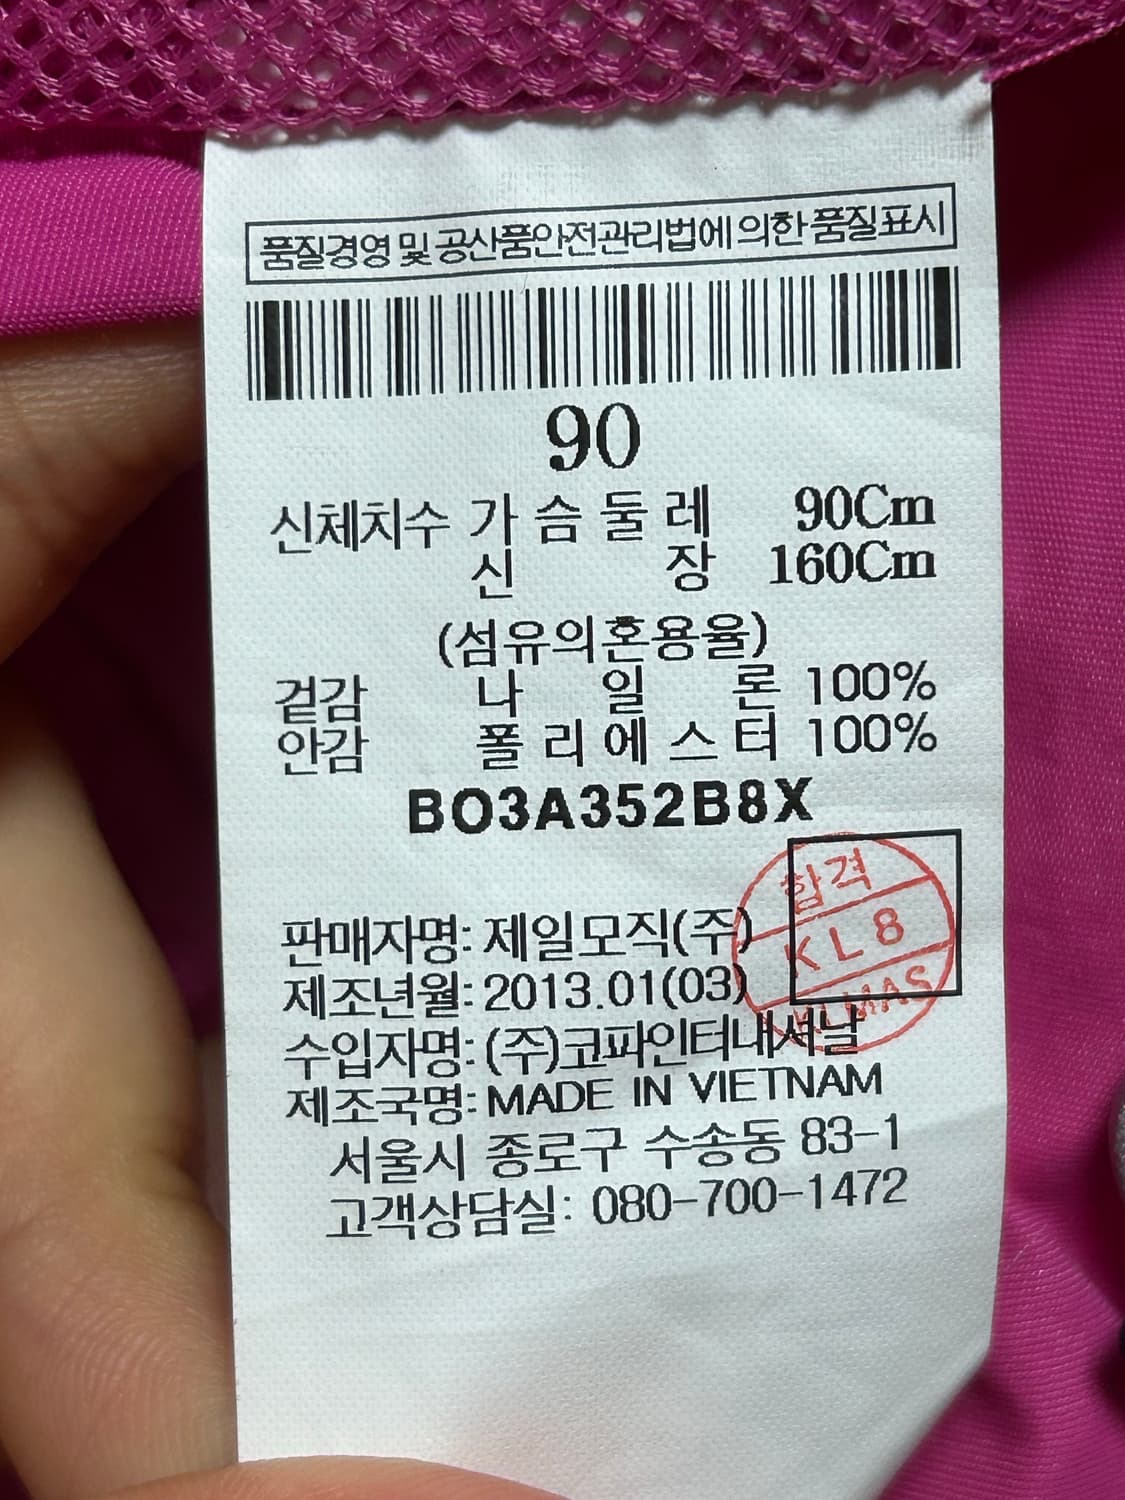 품질경영 및 공산품안전관리법에 의한 품질표시
90
신체치수 가슴둘레 90Cm
신장 160Cm
(섬유의혼용율)
겉감 나일론 100%
안감 폴리에스터 100%
BO3A352B8X
합격
KL8
KLMAS
판매자명: 제일모직(주)
제조년월: 2013.01(03)
수입자명: (주)코파인터내셔날
제조국명: MADE IN VIETNAM
서울시 종로구 수송동 83-1
고객상담실: 080-700-1472